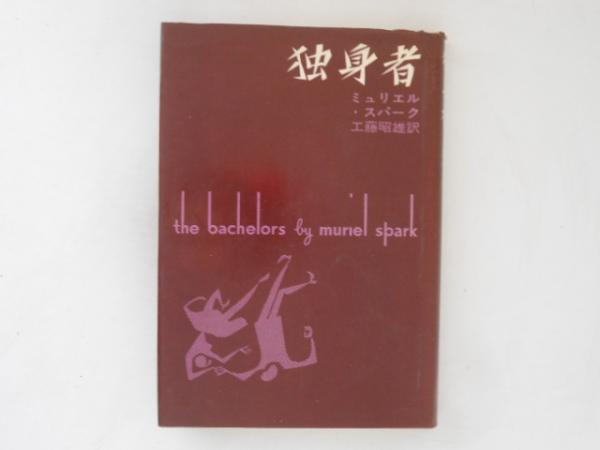 独身者
ミュリエル
・スパーク
工藤昭雄訳
the bachelors by muriel spark